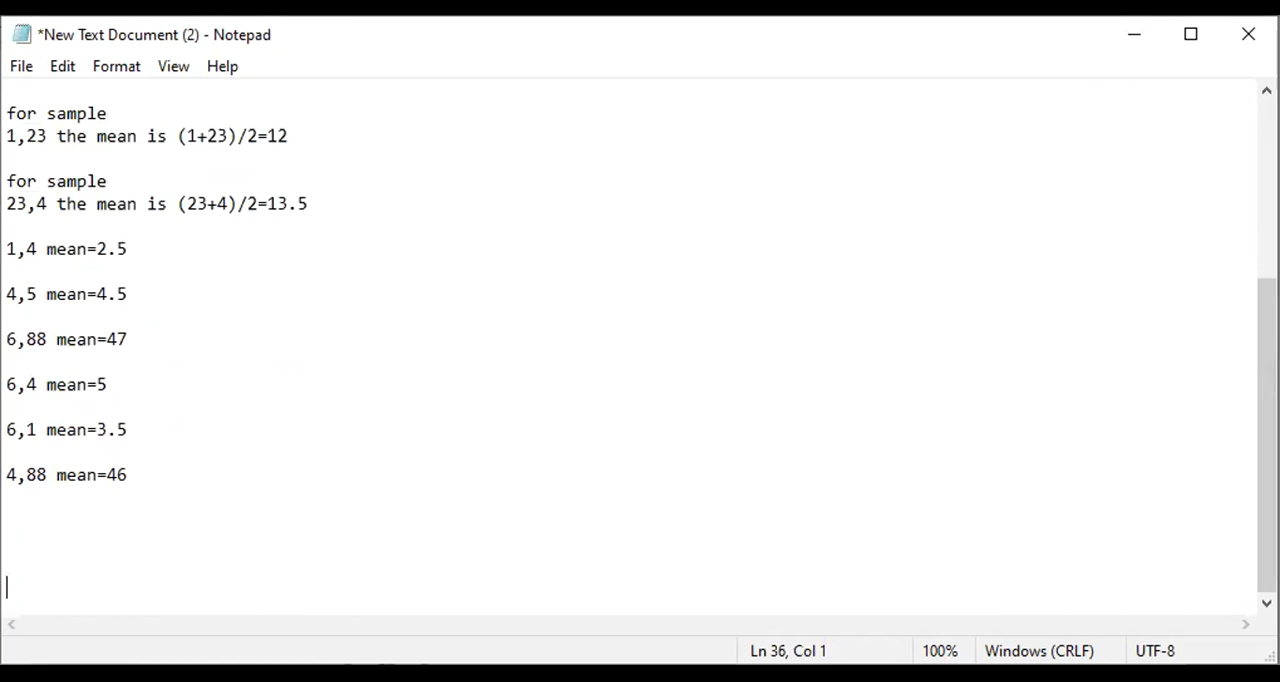 *New Text Document (2) - Notepad
File Edit Format View Help
for sample
1,23 the mean is (1+23)/2=12
for sample
23,4 the mean is (23+4)/2=13.5
1,4 mean=2.5
4,5 mean=4.5
6,88 mean=47
6,4 mean=5
6,1 mean=3.5
4,88 mean=46
Ln 36, Col 1 100% Windows (CRLF) UTF-8